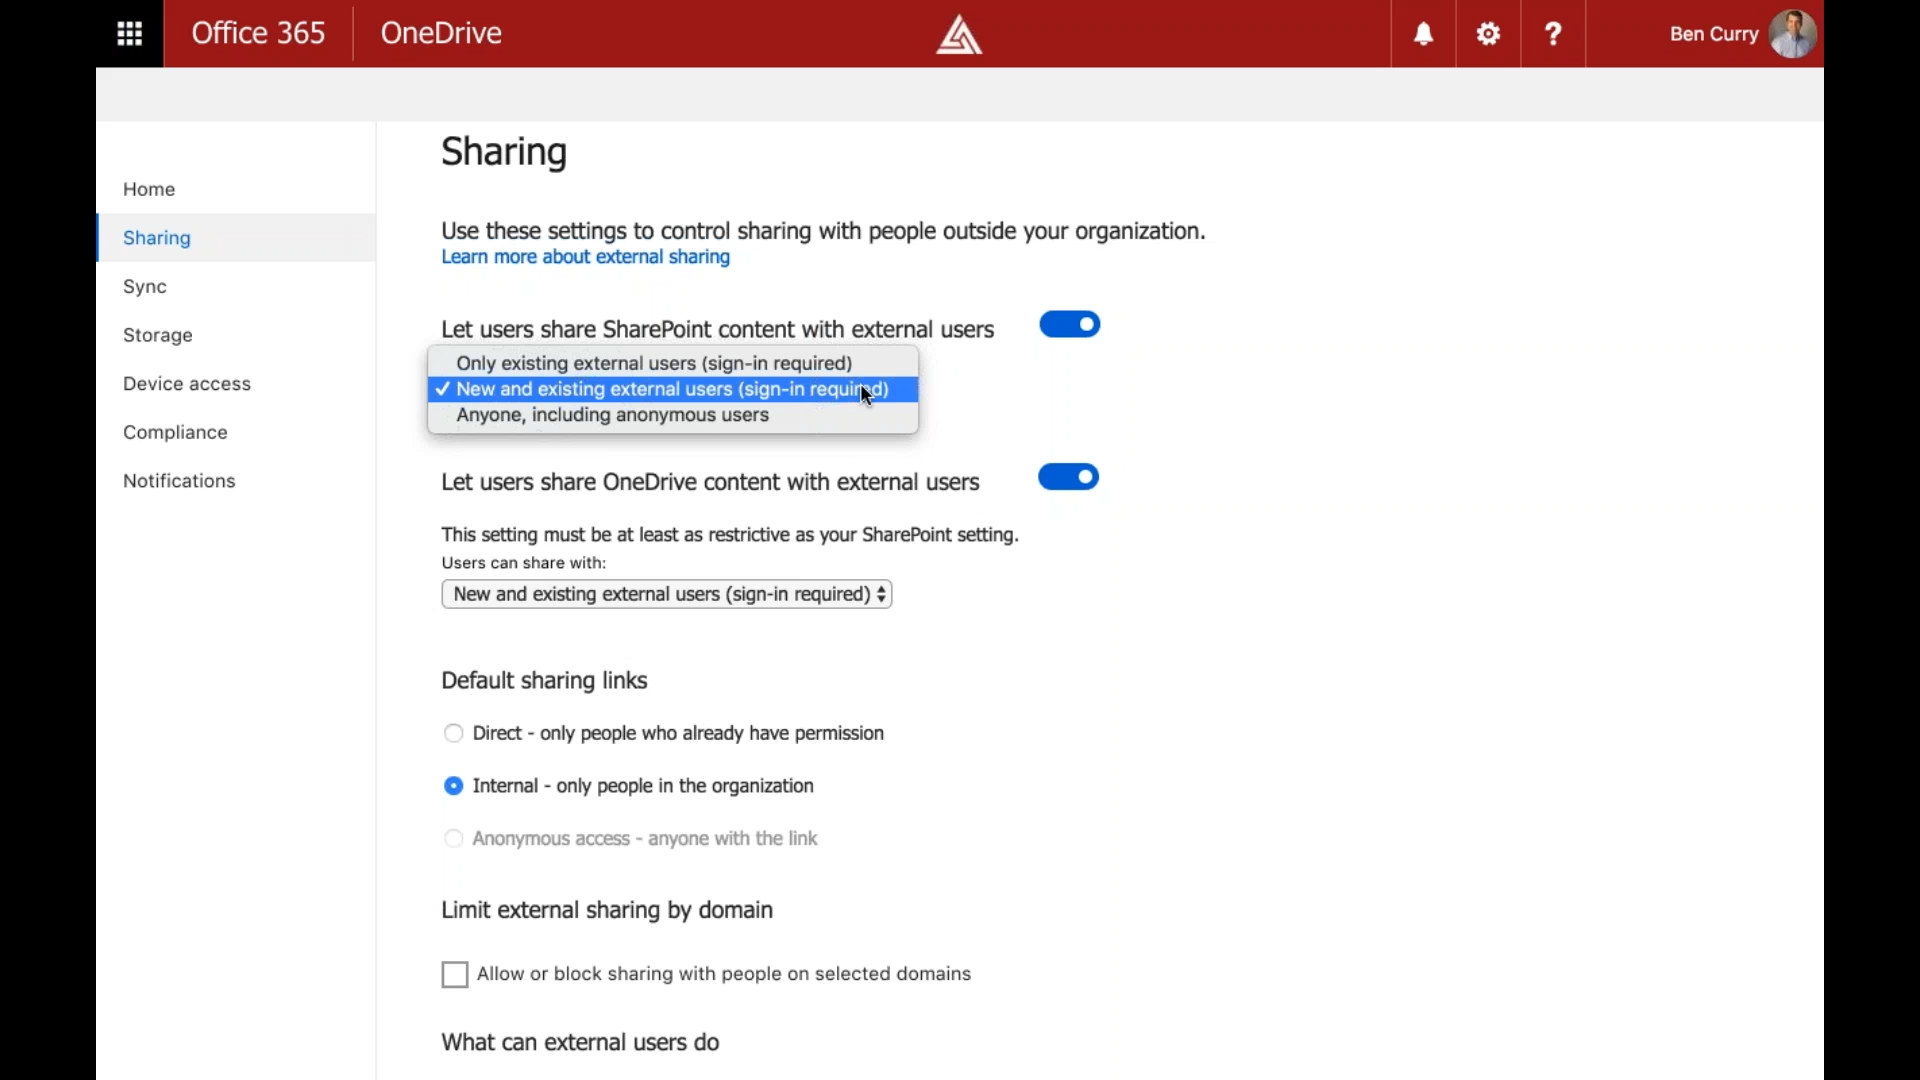 Office 365
OneDrive
?
Ben Curry
Home
Sharing
Sync
Storage
Device access
Compliance
Notifications
Sharing
Use these settings to control sharing with people outside your organization.
Learn more about external sharing
Let users share SharePoint content with external users
Only existing external users (sign-in required)
✓ New and existing external users (sign-in required)
Anyone, including anonymous users
Let users share OneDrive content with external users
This setting must be at least as restrictive as your SharePoint setting.
Users can share with:
New and existing external users (sign-in required)
Default sharing links
Direct - only people who already have permission
Internal - only people in the organization
Anonymous access - anyone with the link
Limit external sharing by domain
Allow or block sharing with people on selected domains
What can external users do